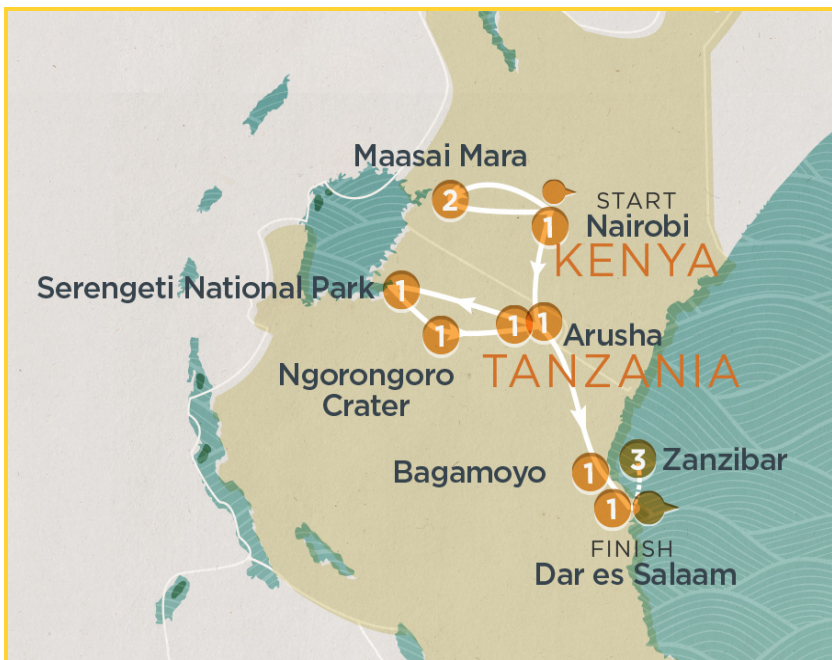 Maasai Mara
2
START
1
Nairobi
KENYA
Serengeti National Park
1
1
1
1
Arusha
TANZANIA
Ngorongoro
Crater
Bagamoyo
1
3
Zanzibar
1
FINISH
Dar es Salaam